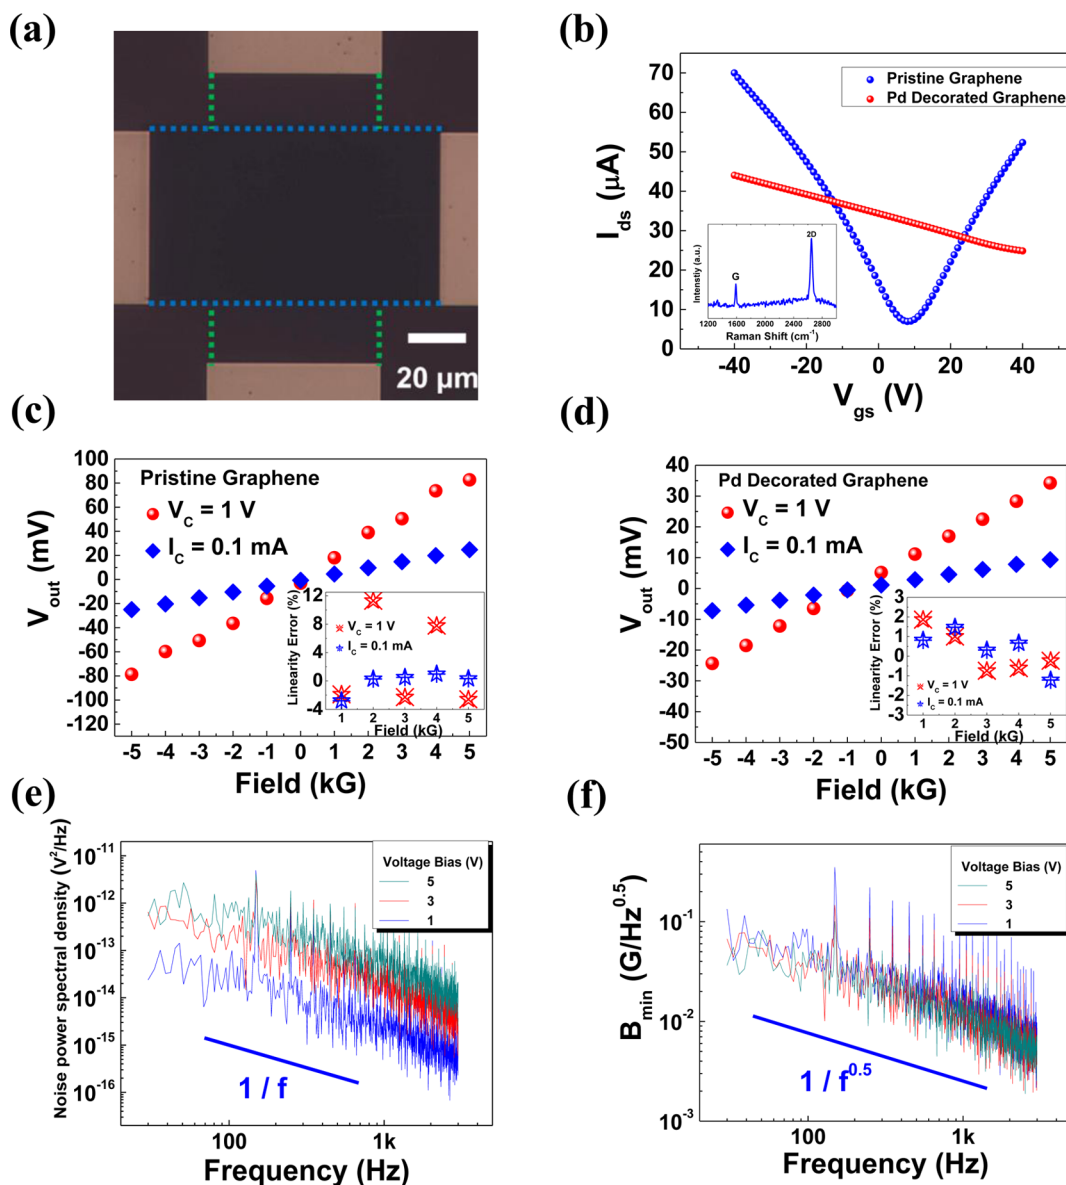 (a)
20 μm
(b)
Pristine Graphene
Pd Decorated Graphene
I_ds (μA)
70
60
50
40
30
20
10
0
-40
-20
0
20
40
V_gs (V)
Intenstiy (a.u.)
G
2D
1200
1600
2000
2400
2800
Raman Shift (cm⁻¹)
(c)
Pristine Graphene
V_C = 1 V
I_C = 0.1 mA
V_out (mV)
100
80
60
40
20
0
-20
-40
-60
-80
-100
-120
-5 -4 -3 -2 -1 0 1 2 3 4 5
Field (kG)
Linearity Error (%)
12
8
4
0
-4
V_C = 1 V
I_C = 0.1 mA
1 2 3 4 5
Field (kG)
(d)
Pd Decorated Graphene
V_C = 1 V
I_C = 0.1 mA
V_out (mV)
40
30
20
10
0
-10
-20
-30
-40
-50
-5 -4 -3 -2 -1 0 1 2 3 4 5
Field (kG)
Linearity Error (%)
3
2
1
0
-1
-2
-3
V_C = 1 V
I_C = 0.1 mA
1 2 3 4 5
Field (kG)
(e)
Noise power spectral density (V²/Hz)
10⁻¹¹
10⁻¹²
10⁻¹³
10⁻¹⁴
10⁻¹⁵
10⁻¹⁶
Voltage Bias (V)
5
3
1
1 / f
100
1k
Frequency (Hz)
(f)
B_min (G/Hz^0.5)
10⁻¹
10⁻²
10⁻³
Voltage Bias (V)
5
3
1
1 / f^0.5
100
1k
Frequency (Hz)